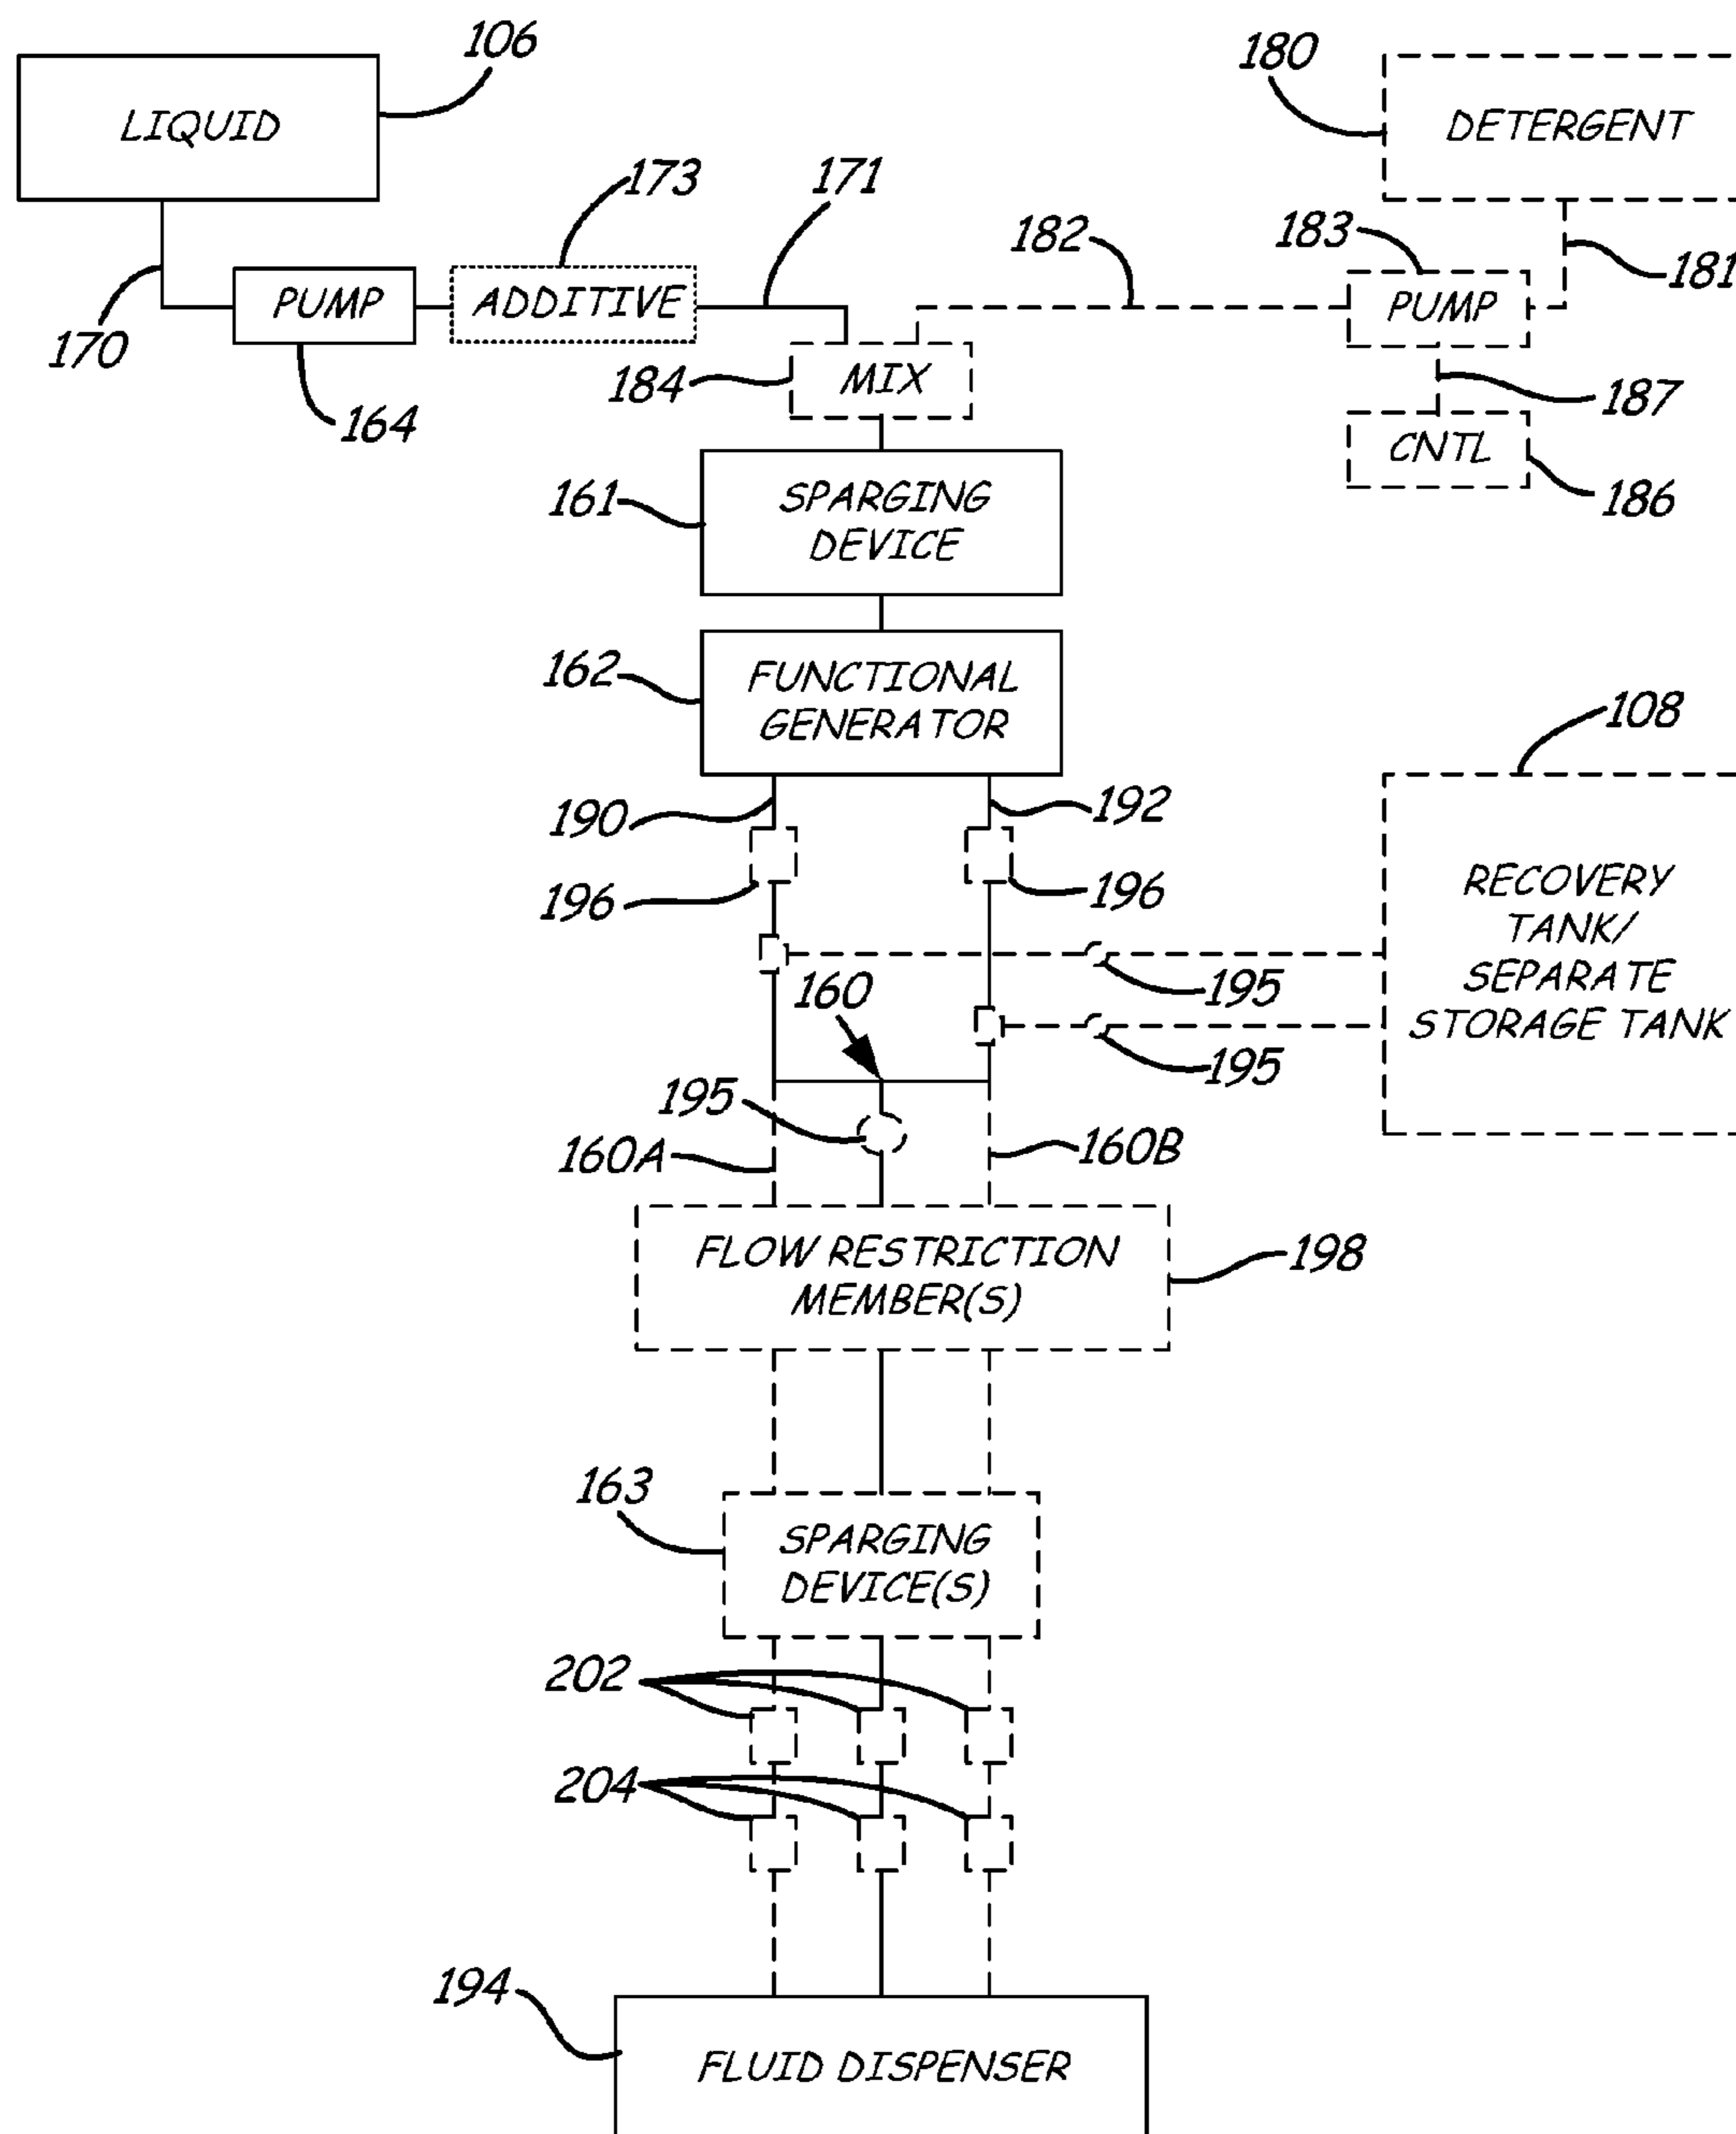 106
180
LIQUID
DETERGENT
173
171
182
183
181
PUMP
ADDITIVE
PUMP
170
184
MIX
187
164
CNTL
161
SPARGING
DEVICE
186
162
FUNCTIONAL
GENERATOR
108
190
192
196
196
RECOVERY
TANK/
SEPARATE
STORAGE TANK
160
195
195
195
160A
160B
FLOW RESTRICTION
MEMBER(S)
198
163
SPARGING
DEVICE(S)
202
204
194
FLUID DISPENSER